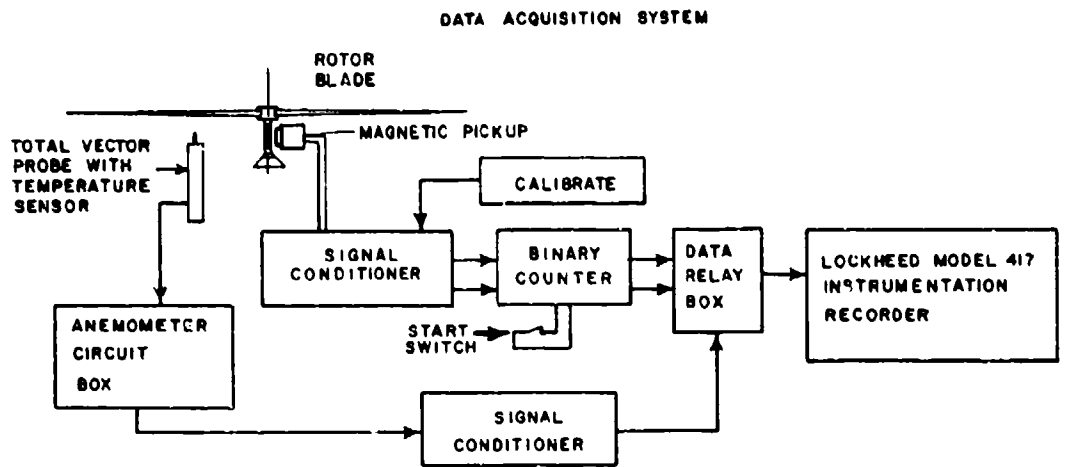 DATA ACQUISITION SYSTEM
ROTOR
BLADE
MAGNETIC PICKUP
TOTAL VECTOR
PROBE WITH
TEMPERATURE
SENSOR
CALIBRATE
SIGNAL
CONDITIONER
BINARY
COUNTER
DATA
RELAY
BOX
LOCKHEED MODEL 417
INSTRUMENTATION
RECORDER
START
SWITCH
ANEMOMETER
CIRCUIT
BOX
SIGNAL
CONDITIONER